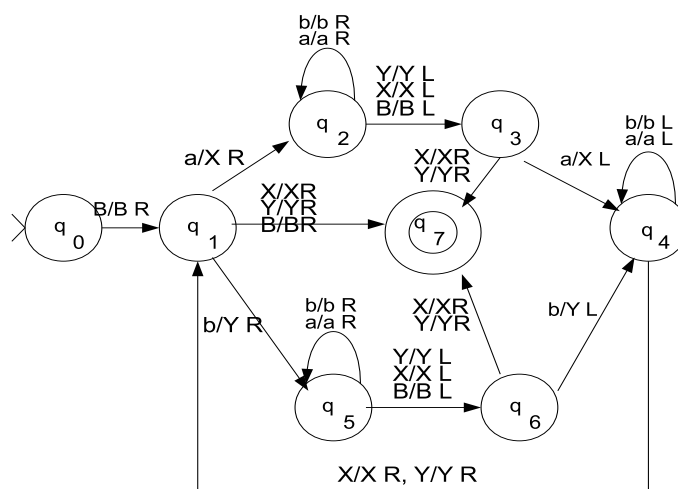 b/b R
a/a R
Y/Y L
X/X L
B/B L
q 2
q 3
b/b L
a/a L
a/X R
X/XR
Y/YR
a/X L
B/B R
X/XR
Y/YR
B/BR
q 0
q 1
q 7
q 4
b/Y R
b/b R
a/a R
X/XR
Y/YR
b/Y L
Y/Y L
X/X L
B/B L
q 5
q 6
X/X R, Y/Y R